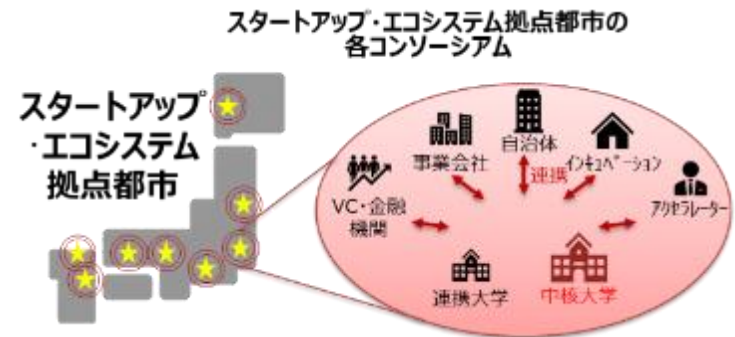 スタートアップ・エコシステム拠点都市の
各コンソーシアム
スタートアップ
・エコシステム
拠点都市
自治体
事業会社
連携
インキュベーション
VC・金融
機関
アクセラレーター
連携大学
中核大学